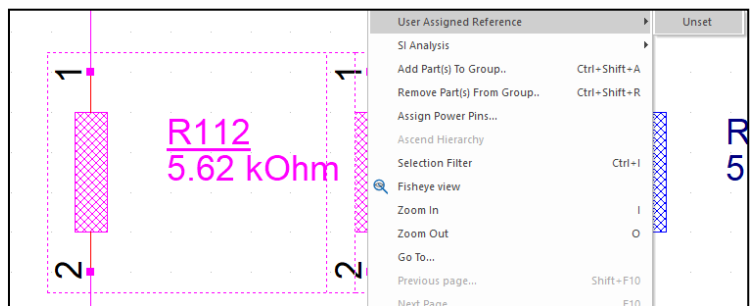 User Assigned Reference Unset
SI Analysis
Add Part(s) To Group.. Ctrl+Shift+A
Remove Part(s) From Group.. Ctrl+Shift+R
Assign Power Pins...
Ascend Hierarchy
Selection Filter Ctrl+I
Fisheye view
Zoom In I
Zoom Out O
Go To...
Previous page... Shift+F10
Next Page F10
1
R112
5.62 kOhm
2
1
2
R
5